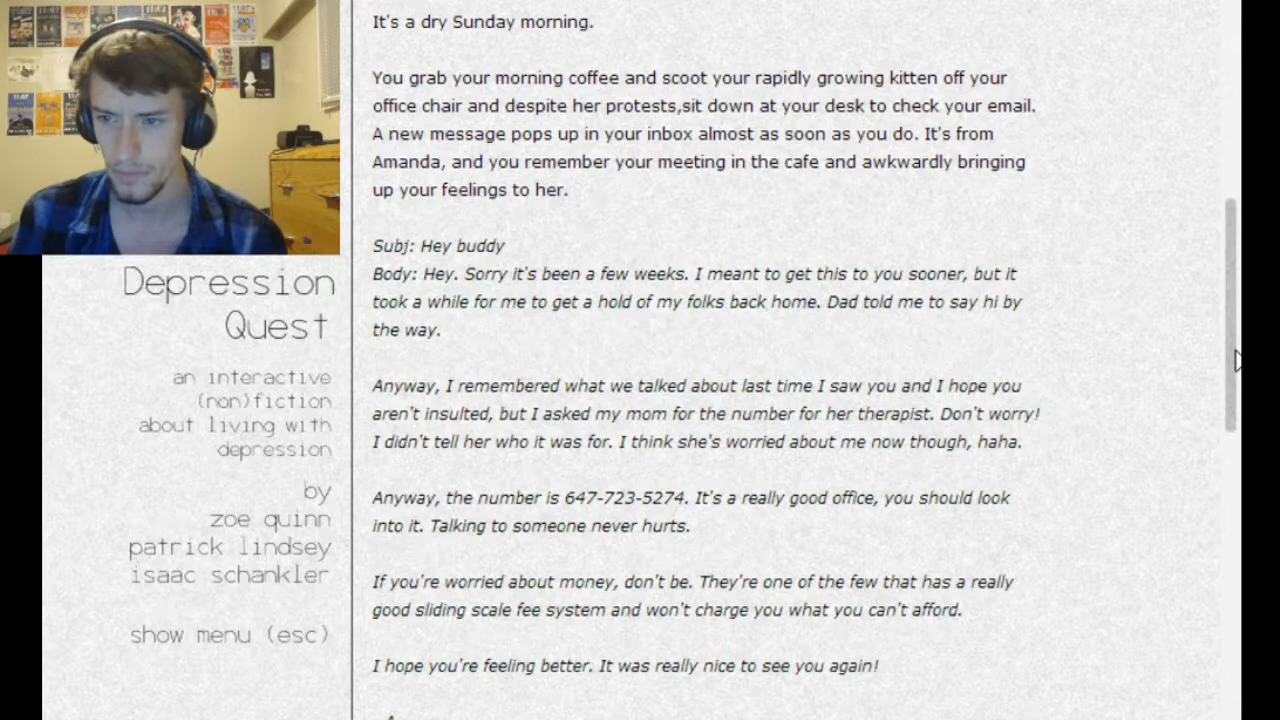 It's a dry Sunday morning.
You grab your morning coffee and scoot your rapidly growing kitten off your
office chair and despite her protests,sit down at your desk to check your email.
A new message pops up in your inbox almost as soon as you do. It's from
Amanda, and you remember your meeting in the cafe and awkwardly bringing
up your feelings to her.
Subj: Hey buddy
Body: Hey. Sorry it's been a few weeks. I meant to get this to you sooner, but it
took a while for me to get a hold of my folks back home. Dad told me to say hi by
the way.
Anyway, I remembered what we talked about last time I saw you and I hope you
aren't insulted, but I asked my mom for the number for her therapist. Don't worry!
I didn't tell her who it was for. I think she's worried about me now though, haha.
Anyway, the number is 647-723-5274. It's a really good office, you should look
into it. Talking to someone never hurts.
If you're worried about money, don't be. They're one of the few that has a really
good sliding scale fee system and won't charge you what you can't afford.
I hope you're feeling better. It was really nice to see you again!
Depression
Quest
an interactive
(non)fiction
about living with
depression
by
zoe quinn
patrick lindsey
isaac schankler
show menu (esc)